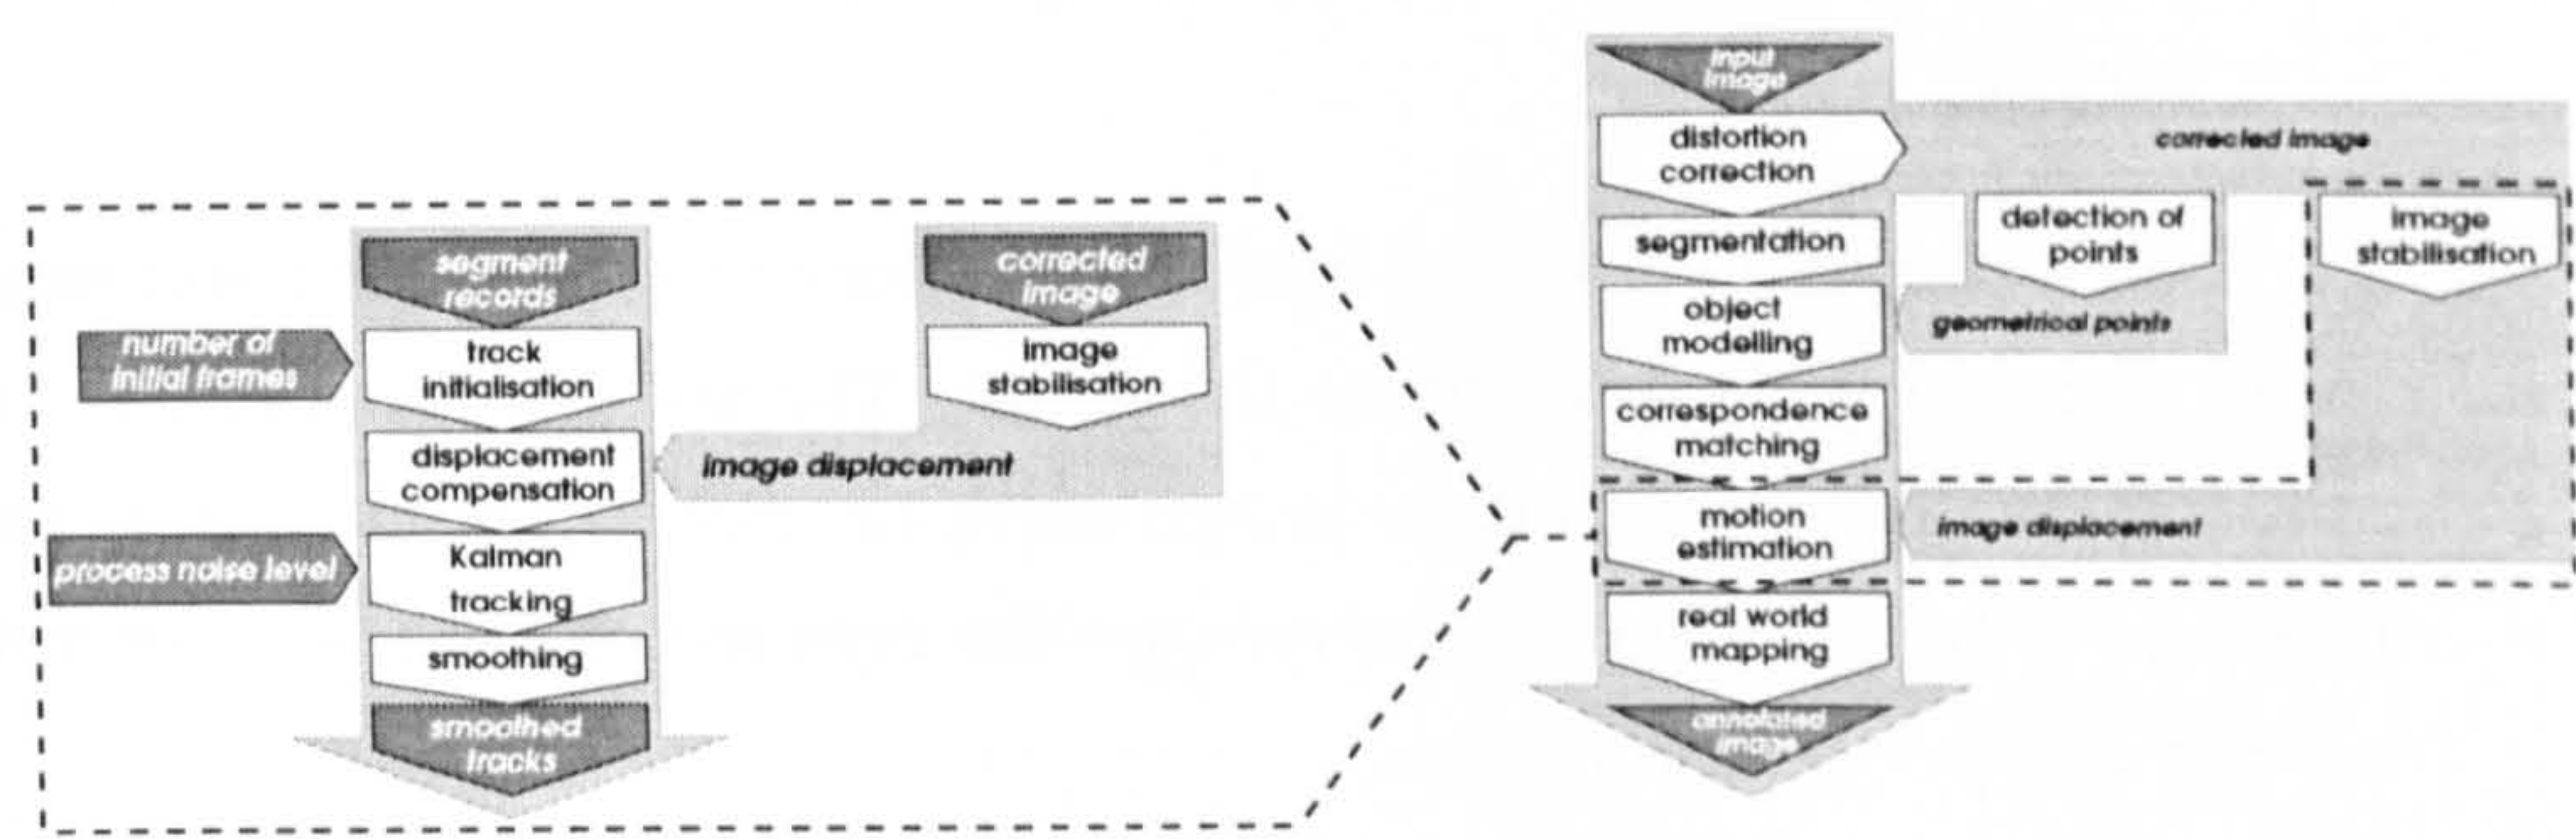 segment
records
number of
initial frames
track
initialisation
displacement
compensation
process noise level
Kalman
tracking
smoothing
smoothed
tracks
corrected
image
image
stabilisation
image displacement
input
image
distortion
correction
corrected image
segmentation
detection of
points
image
stabilisation
object
modelling
geometrical points
correspondence
matching
motion
estimation
image displacement
real world
mapping
annotated
image